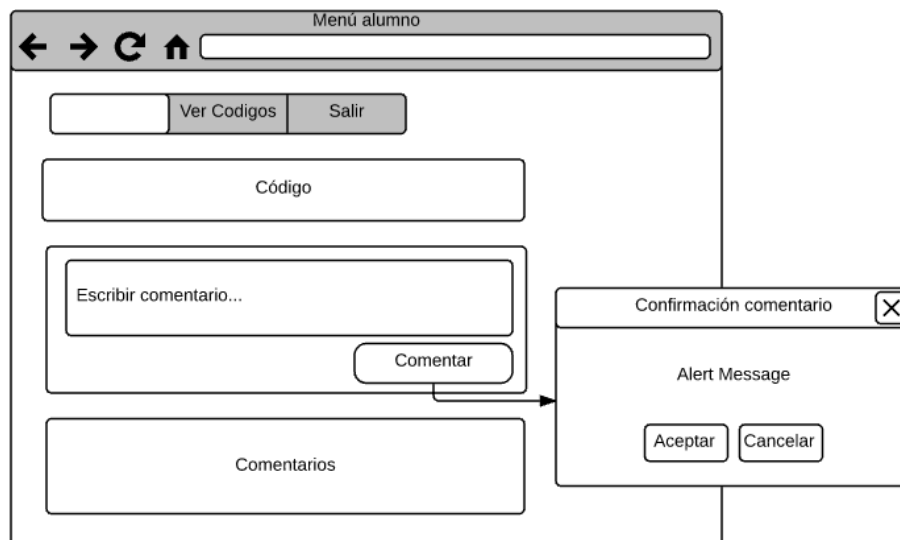 Menú alumno
Ver Codigos
Salir
Código
Escribir comentario...
Comentar
Confirmación comentario
Alert Message
Aceptar
Cancelar
Comentarios